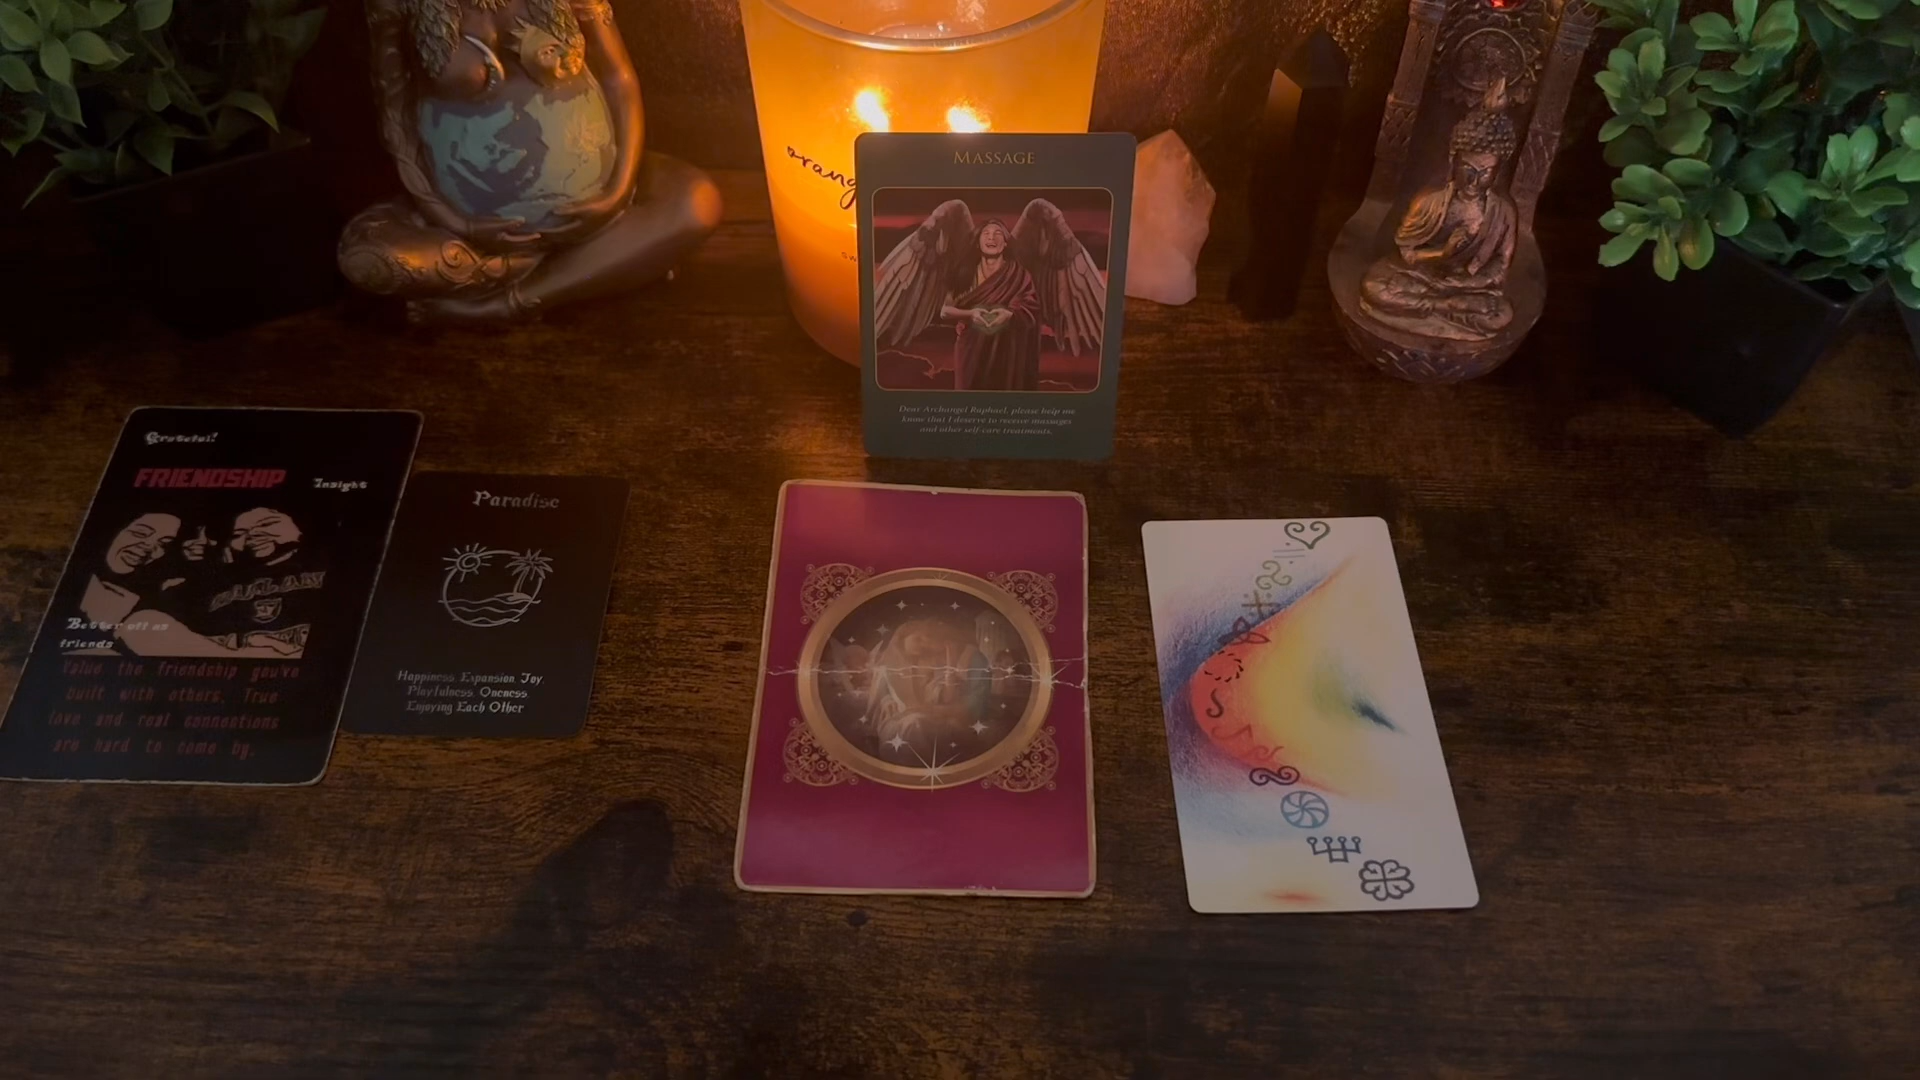 MASSAGE
Dear Archangel Raphael, please help me
know that I deserve to receive massages
and other self-care treatments.
Grateful!
FRIENDSHIP
Insight
Better off as
friends
Value the friendship you've
built with others. True
love and real connections
are hard to come by.
Paradise
Happiness. Expansion. Joy.
Playfulness. Oneness.
Enjoying Each Other